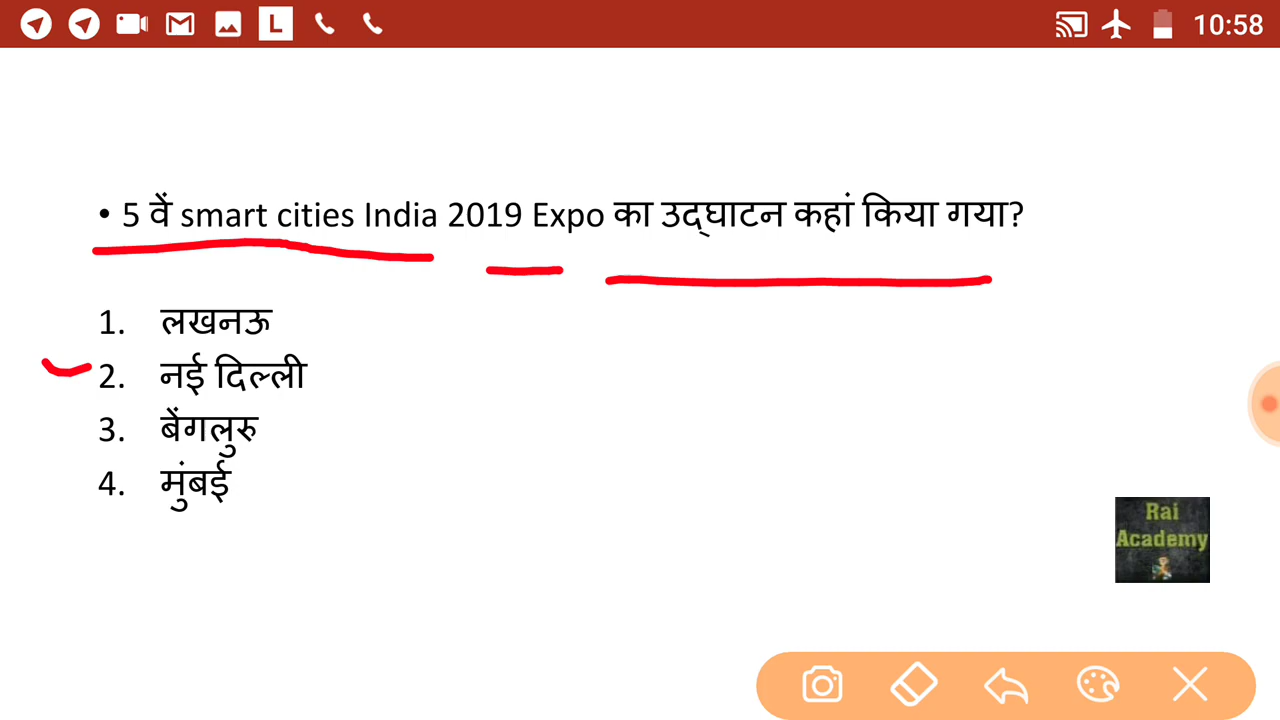 L
10:58
• 5 वें smart cities India 2019 Expo का उद्घाटन कहां किया गया?
1. लखनऊ
2. नई दिल्ली
3. बेंगलुरु
4. मुंबई
Rai
Academy